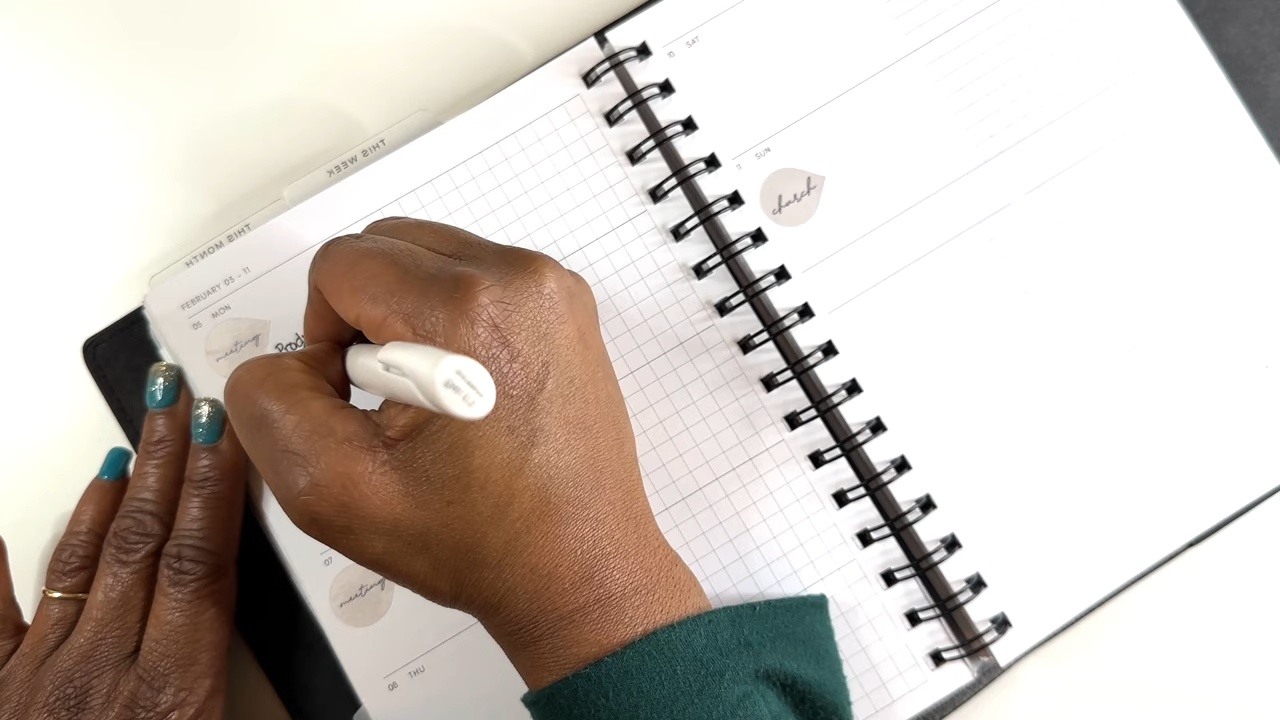 THIS WEEK
THIS MONTH
FEBRUARY 05 - 11
05 MON
meeting
07
meeting
08 THU
10 SAT
11 SUN
church